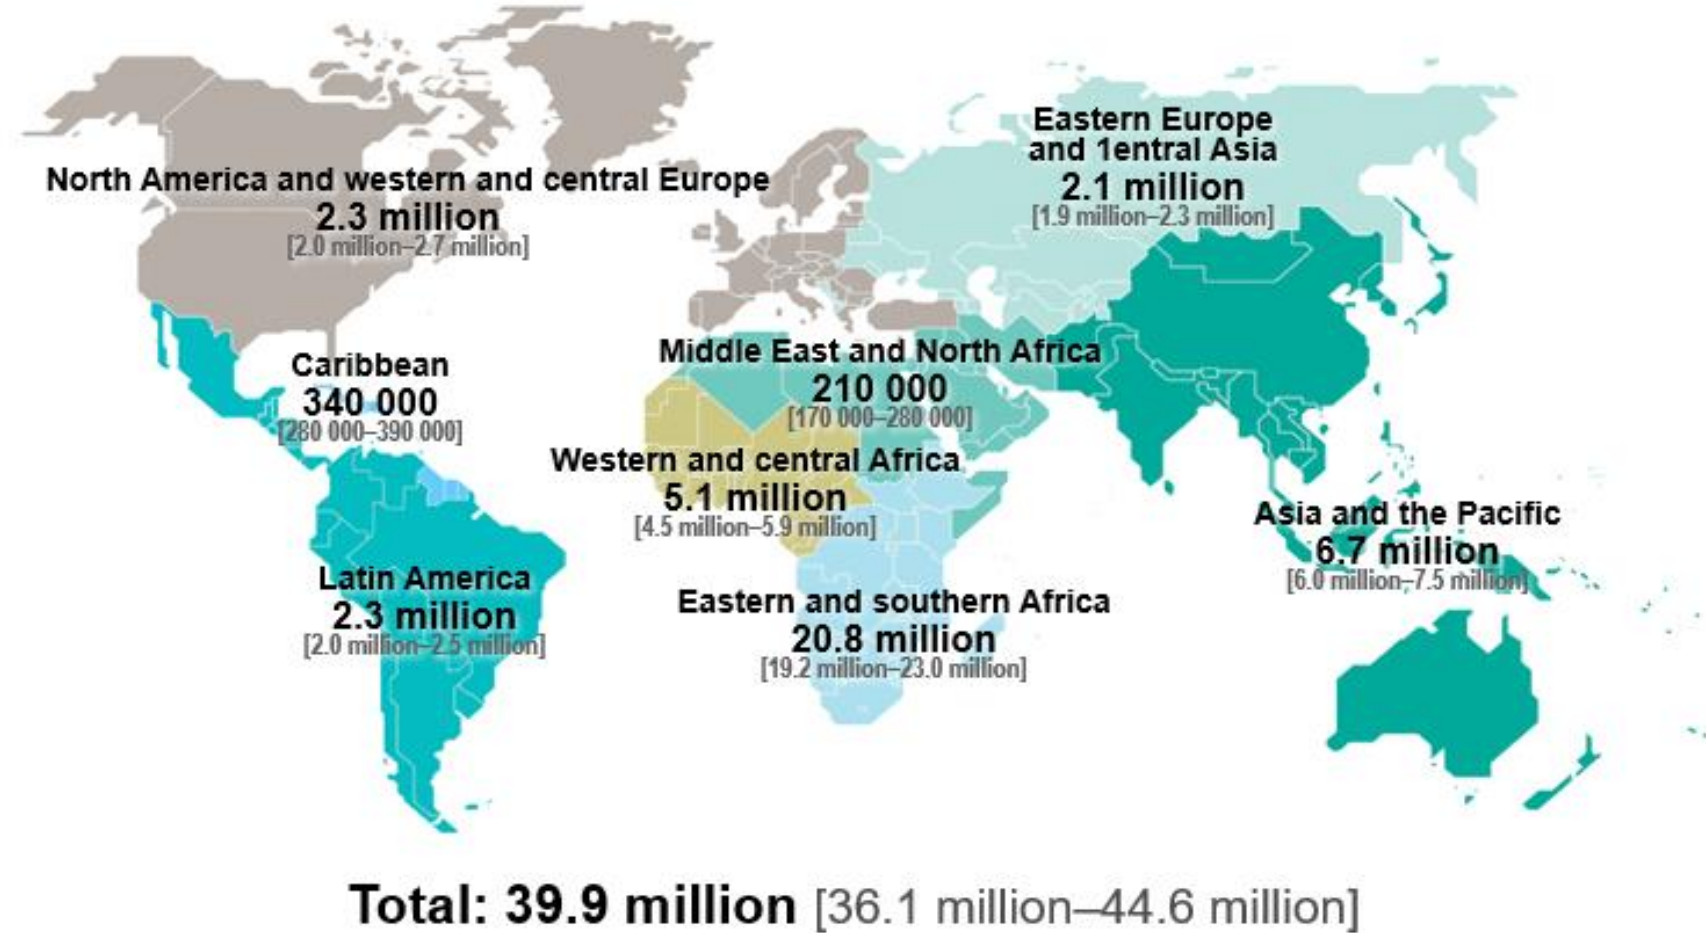 Eastern Europe
and 1entral Asia
2.1 million
[1.9 million–2.3 million]
North America and western and central Europe
2.3 million
[2.0 million–2.7 million]
Caribbean
340 000
[280 000–390 000]
Middle East and North Africa
210 000
[170 000–280 000]
Western and central Africa
5.1 million
[4.5 million–5.9 million]
Asia and the Pacific
6.7 million
[6.0 million–7.5 million]
Latin America
2.3 million
[2.0 million–2.5 million]
Eastern and southern Africa
20.8 million
[19.2 million–23.0 million]
Total: 39.9 million [36.1 million–44.6 million]